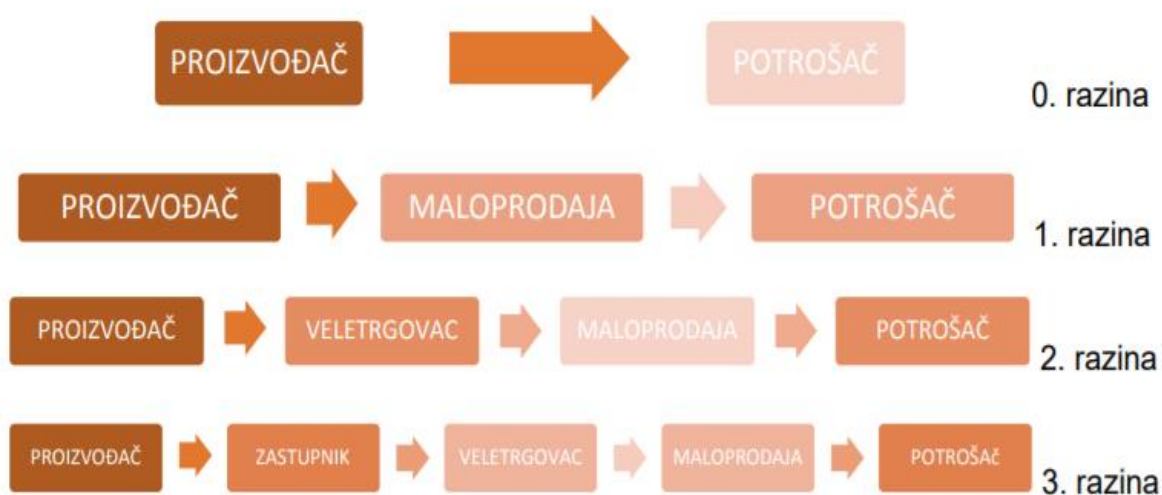 PROIZVOĐAČ POTROŠAČ 0. razina
PROIZVOĐAČ MALOPRODAJA POTROŠAČ 1. razina
PROIZVOĐAČ VELETRGOVAC MALOPRODAJA POTROŠAČ 2. razina
PROIZVOĐAČ ZASTUPNIK VELETRGOVAC MALOPRODAJA POTROŠAč 3. razina